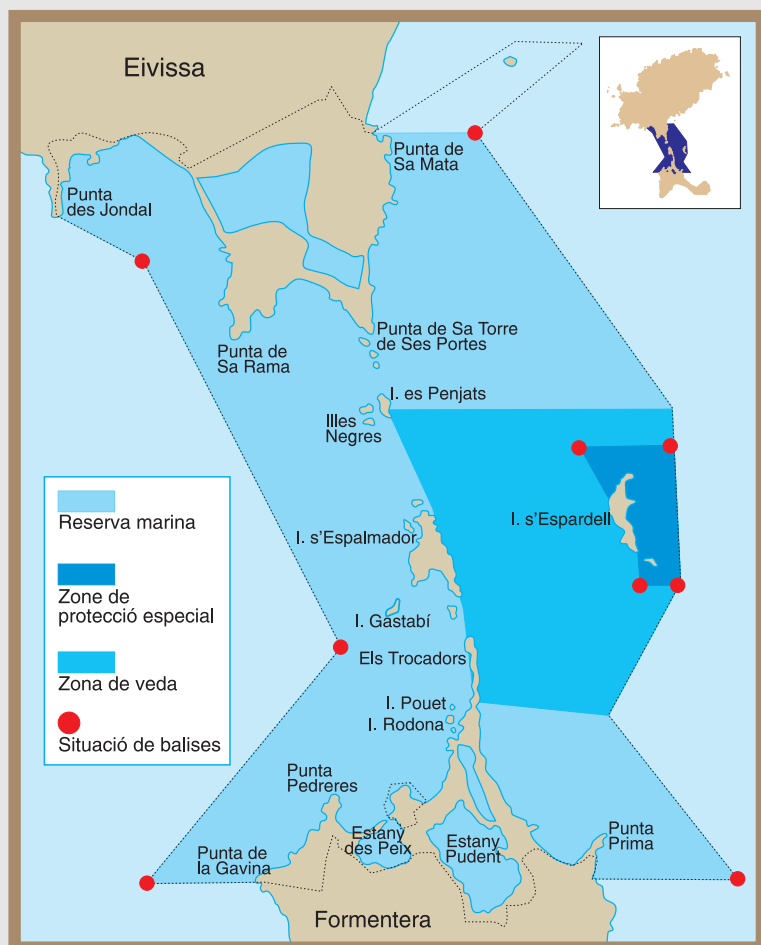 Eivissa
Punta de
Sa Mata
Punta
des Jondal
Punta de Sa Torre
de Ses Portes
Punta de
Sa Rama
I. es Penjats
Illes
Negres
Reserva marina
Zone de
protecció especial
Zona de veda
Situació de balises
I. s'Espardell
I. s'Espalmador
I. Gastabí
Els Trocadors
I. Pouet
I. Rodona
Punta
Pedreres
Estany
des Peix
Estany
Pudent
Punta
Prima
Punta de
la Gavina
Formentera